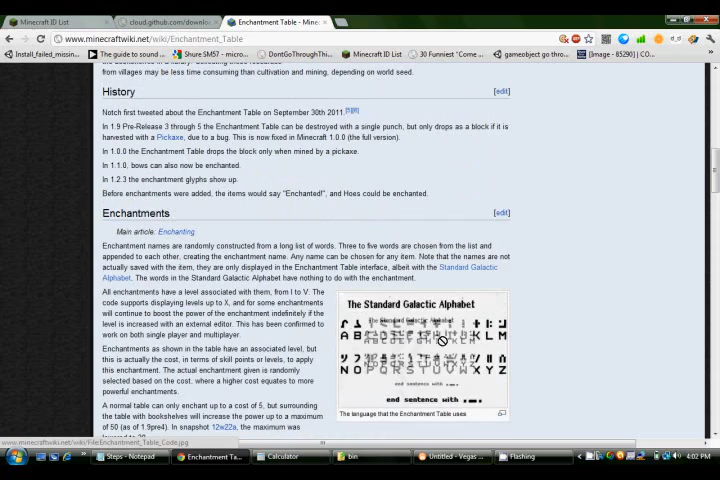 Minecraft ID List
cloud.github.com/downloa
Enchantment Table - Mine
www.minecraftwiki.net/wiki/Enchantment_Table
Install_failed_missin...
The guide to sound ...
Shure SM57 - micro...
DontGoThroughThi...
Minecraft ID List
30 Funniest "Come ...
gameobject go thro...
[Image - 85290] | CO...
from villages may be less time consuming than cultivation and mining, depending on world seed.
History
[edit]
Notch first tweeted about the Enchantment Table on September 30th 2011.[5][6]
In 1.9 Pre-Release 3 through 5 the Enchantment Table can be destroyed with a single punch, but only drops as a block if it is
harvested with a Pickaxe, due to a bug. This is now fixed in Minecraft 1.0.0 (the full version).
In 1.0.0 the Enchantment Table drops the block only when mined by a pickaxe.
In 1.1.0, bows can also now be enchanted.
In 1.2.3 the enchantment glyphs show up.
Before enchantments were added, the items would say "Enchanted!", and Hoes could be enchanted.
Enchantments
[edit]
Main article: Enchanting
Enchantment names are randomly constructed from a long list of words. Three to five words are chosen from the list and
appended to each other, creating the enchantment name. Any name can be chosen for any item. Note that the names are not
actually saved with the item, they are only displayed in the Enchantment Table interface, albeit with the Standard Galactic
Alphabet. The words in the Standard Galactic Alphabet have nothing to do with the enchantment.
All enchantments have a level associated with them, from I to V. The
code supports displaying levels up to X, and for some enchantments
will continue to boost the power of the enchantment indefinitely if the
level is increased with an external editor. This has been confirmed to
work on both single player and multiplayer.
Enchantments as shown in the table have an associated level, but
this is actually the cost, in terms of skill points or levels, to apply
this enchantment. The actual enchantment given is randomly
selected based on the cost, where a higher cost equates to more
powerful enchantments.
A normal table can only enchant up to a cost of 5, but surrounding
the table with bookshelves will increase the power up to a maximum
of 50 (as of 1.9pre4). In snapshot 12w22a, the maximum was
The Standard Galactic Alphabet
The Standard Galactic Alphabet
A B C D E F G H I J K L M
N O P Q R S T U V W X Y Z
end sentence with
end sentence with
The language that the Enchantment Table uses
www.minecraftwiki.net/wiki/File:Enchantment_Table_Code.jpg
Steps - Notepad
Enchantment Ta...
Calculator
bin
Untitled - Vegas ...
Flashing
4:02 PM